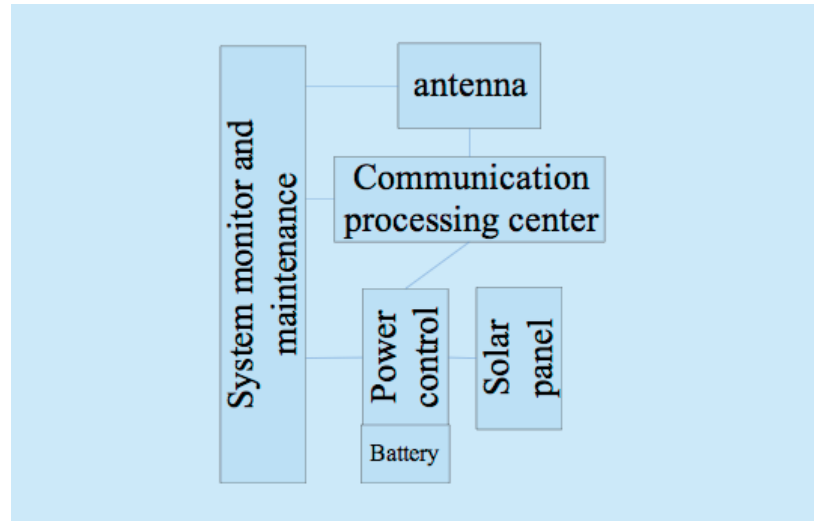 System monitor and
maintenance
antenna
Communication
processing center
Power
control
Solar
panel
Battery